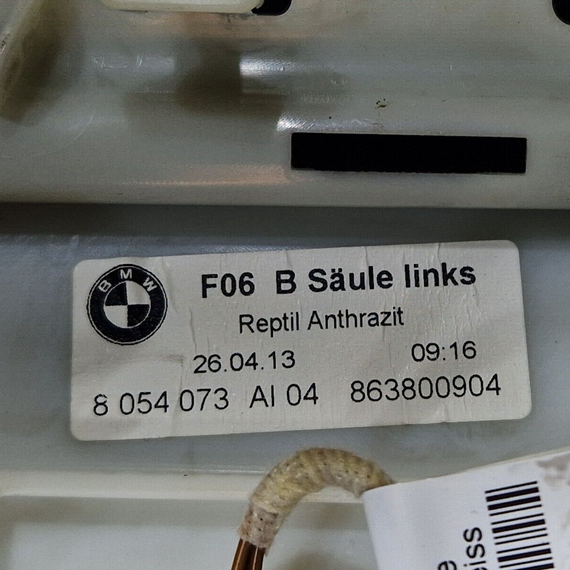 BMW
F06 B Säule links
Reptil Anthrazit
26.04.13 09:16
8 054 073 AI 04 863800904